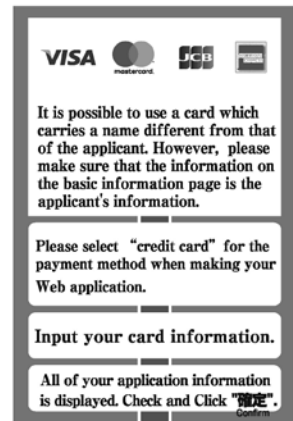 VISA mastercard. JCB
It is possible to use a card which
carries a name different from that
of the applicant. However, please
make sure that the information on
the basic information page is the
applicant's information.
Please select “credit card” for the
payment method when making your
Web application.
Input your card information.
All of your application information
is displayed. Check and Click "確定".
Confirm